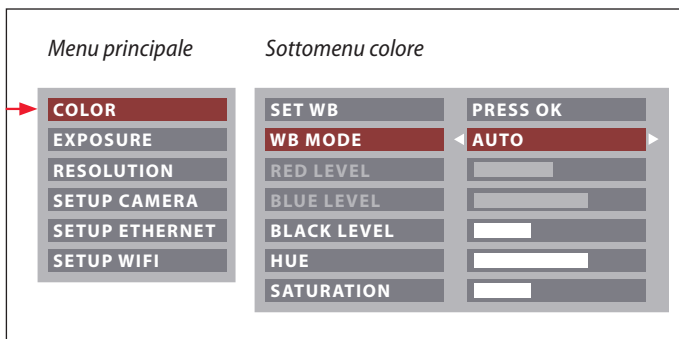 Menu principale
Sottomenu colore
COLOR
EXPOSURE
RESOLUTION
SETUP CAMERA
SETUP ETHERNET
SETUP WIFI
SET WB PRESS OK
WB MODE AUTO
RED LEVEL
BLUE LEVEL
BLACK LEVEL
HUE
SATURATION